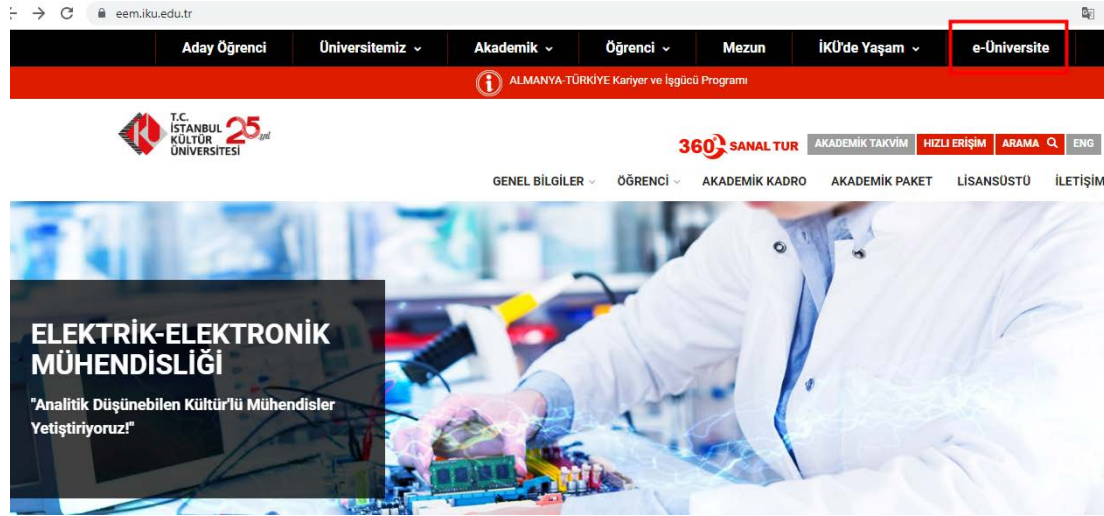 eem.iku.edu.tr
Aday Öğrenci Üniversitemiz Akademik Öğrenci Mezun İKÜ'de Yaşam e-Üniversite
ALMANYA-TÜRKİYE Kariyer ve İşgücü Programı
T.C.
İSTANBUL
KÜLTÜR
ÜNİVERSİTESİ
25.yıl
360° SANAL TUR AKADEMİK TAKVİM HIZLI ERİŞİM ARAMA ENG
GENEL BİLGİLER ÖĞRENCİ AKADEMİK KADRO AKADEMİK PAKET LİSANSÜSTÜ İLETİŞİM
ELEKTRİK-ELEKTRONİK
MÜHENDİSLİĞİ
"Analitik Düşünebilen Kültür'lü Mühendisler
Yetiştiriyoruz!"